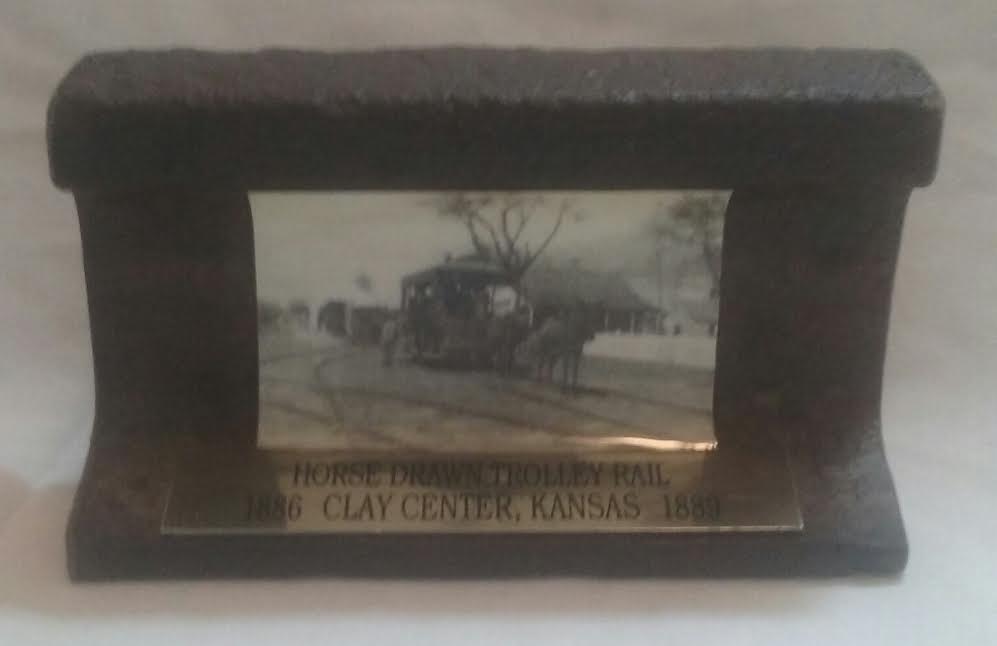 HORSE DRAWN TROLLEY RAIL
1886 CLAY CENTER, KANSAS 1889